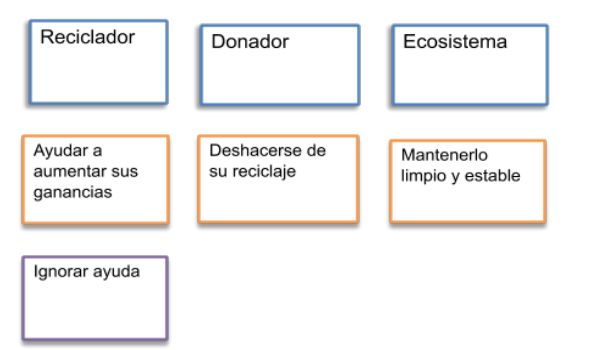 Reciclador
Donador
Ecosistema
Ayudar a
aumentar sus
ganancias
Deshacerse de
su reciclaje
Mantenerlo
limpio y estable
Ignorar ayuda